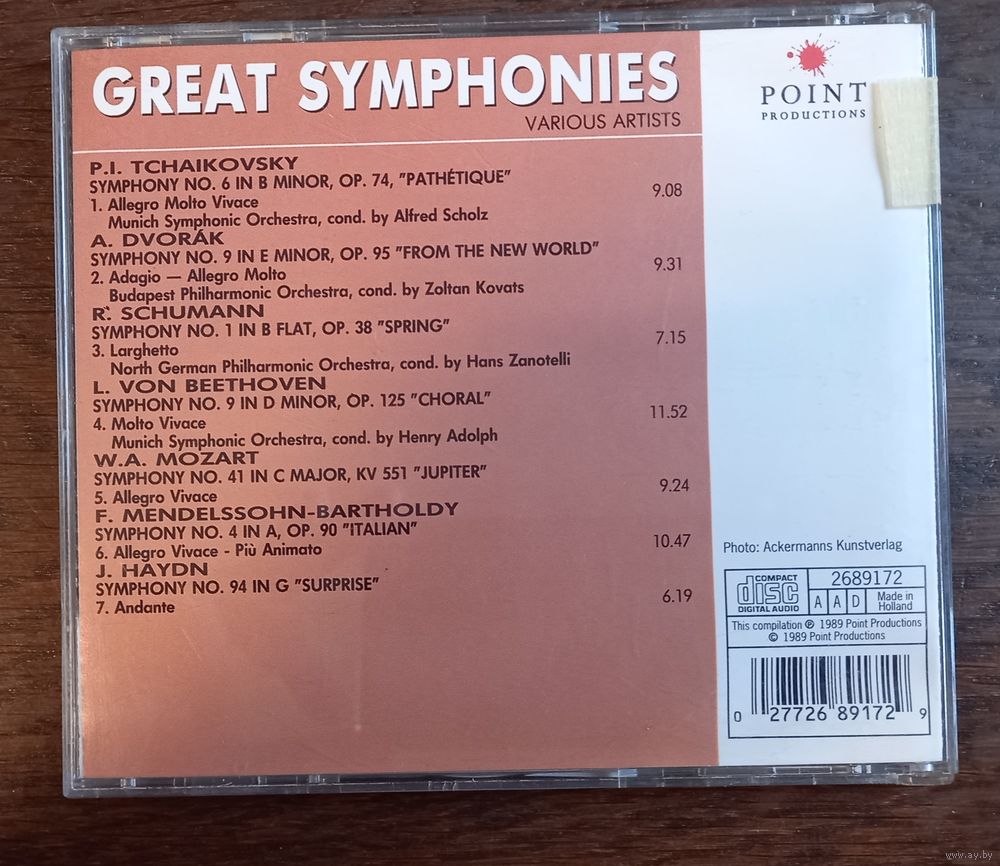 GREAT SYMPHONIES
VARIOUS ARTISTS
P.I. TCHAIKOVSKY
SYMPHONY NO. 6 IN B MINOR, OP. 74, "PATHÉTIQUE"
1. Allegro Molto Vivace 9.08
Munich Symphonic Orchestra, cond. by Alfred Scholz
A. DVORÁK
SYMPHONY NO. 9 IN E MINOR, OP. 95 "FROM THE NEW WORLD"
2. Adagio — Allegro Molto 9.31
Budapest Philharmonic Orchestra, cond. by Zoltan Kovats
R. SCHUMANN
SYMPHONY NO. 1 IN B FLAT, OP. 38 "SPRING"
3. Larghetto 7.15
North German Philharmonic Orchestra, cond. by Hans Zanotelli
L. VON BEETHOVEN
SYMPHONY NO. 9 IN D MINOR, OP. 125 "CHORAL"
4. Molto Vivace 11.52
Munich Symphonic Orchestra, cond. by Henry Adolph
W.A. MOZART
SYMPHONY NO. 41 IN C MAJOR, KV 551 "JUPITER"
5. Allegro Vivace 9.24
F. MENDELSSOHN-BARTHOLDY
SYMPHONY NO. 4 IN A, OP. 90 "ITALIAN"
6. Allegro Vivace - Più Animato 10.47
J. HAYDN
SYMPHONY NO. 94 IN G "SURPRISE"
7. Andante 6.19
POINT
PRODUCTIONS
Photo: Ackermanns Kunstverlag
COMPACT
disc
DIGITAL AUDIO
2689172
A A D
Made in
Holland
This compilation ℗ 1989 Point Productions
© 1989 Point Productions
0 27726 89172 9
www.ay.by